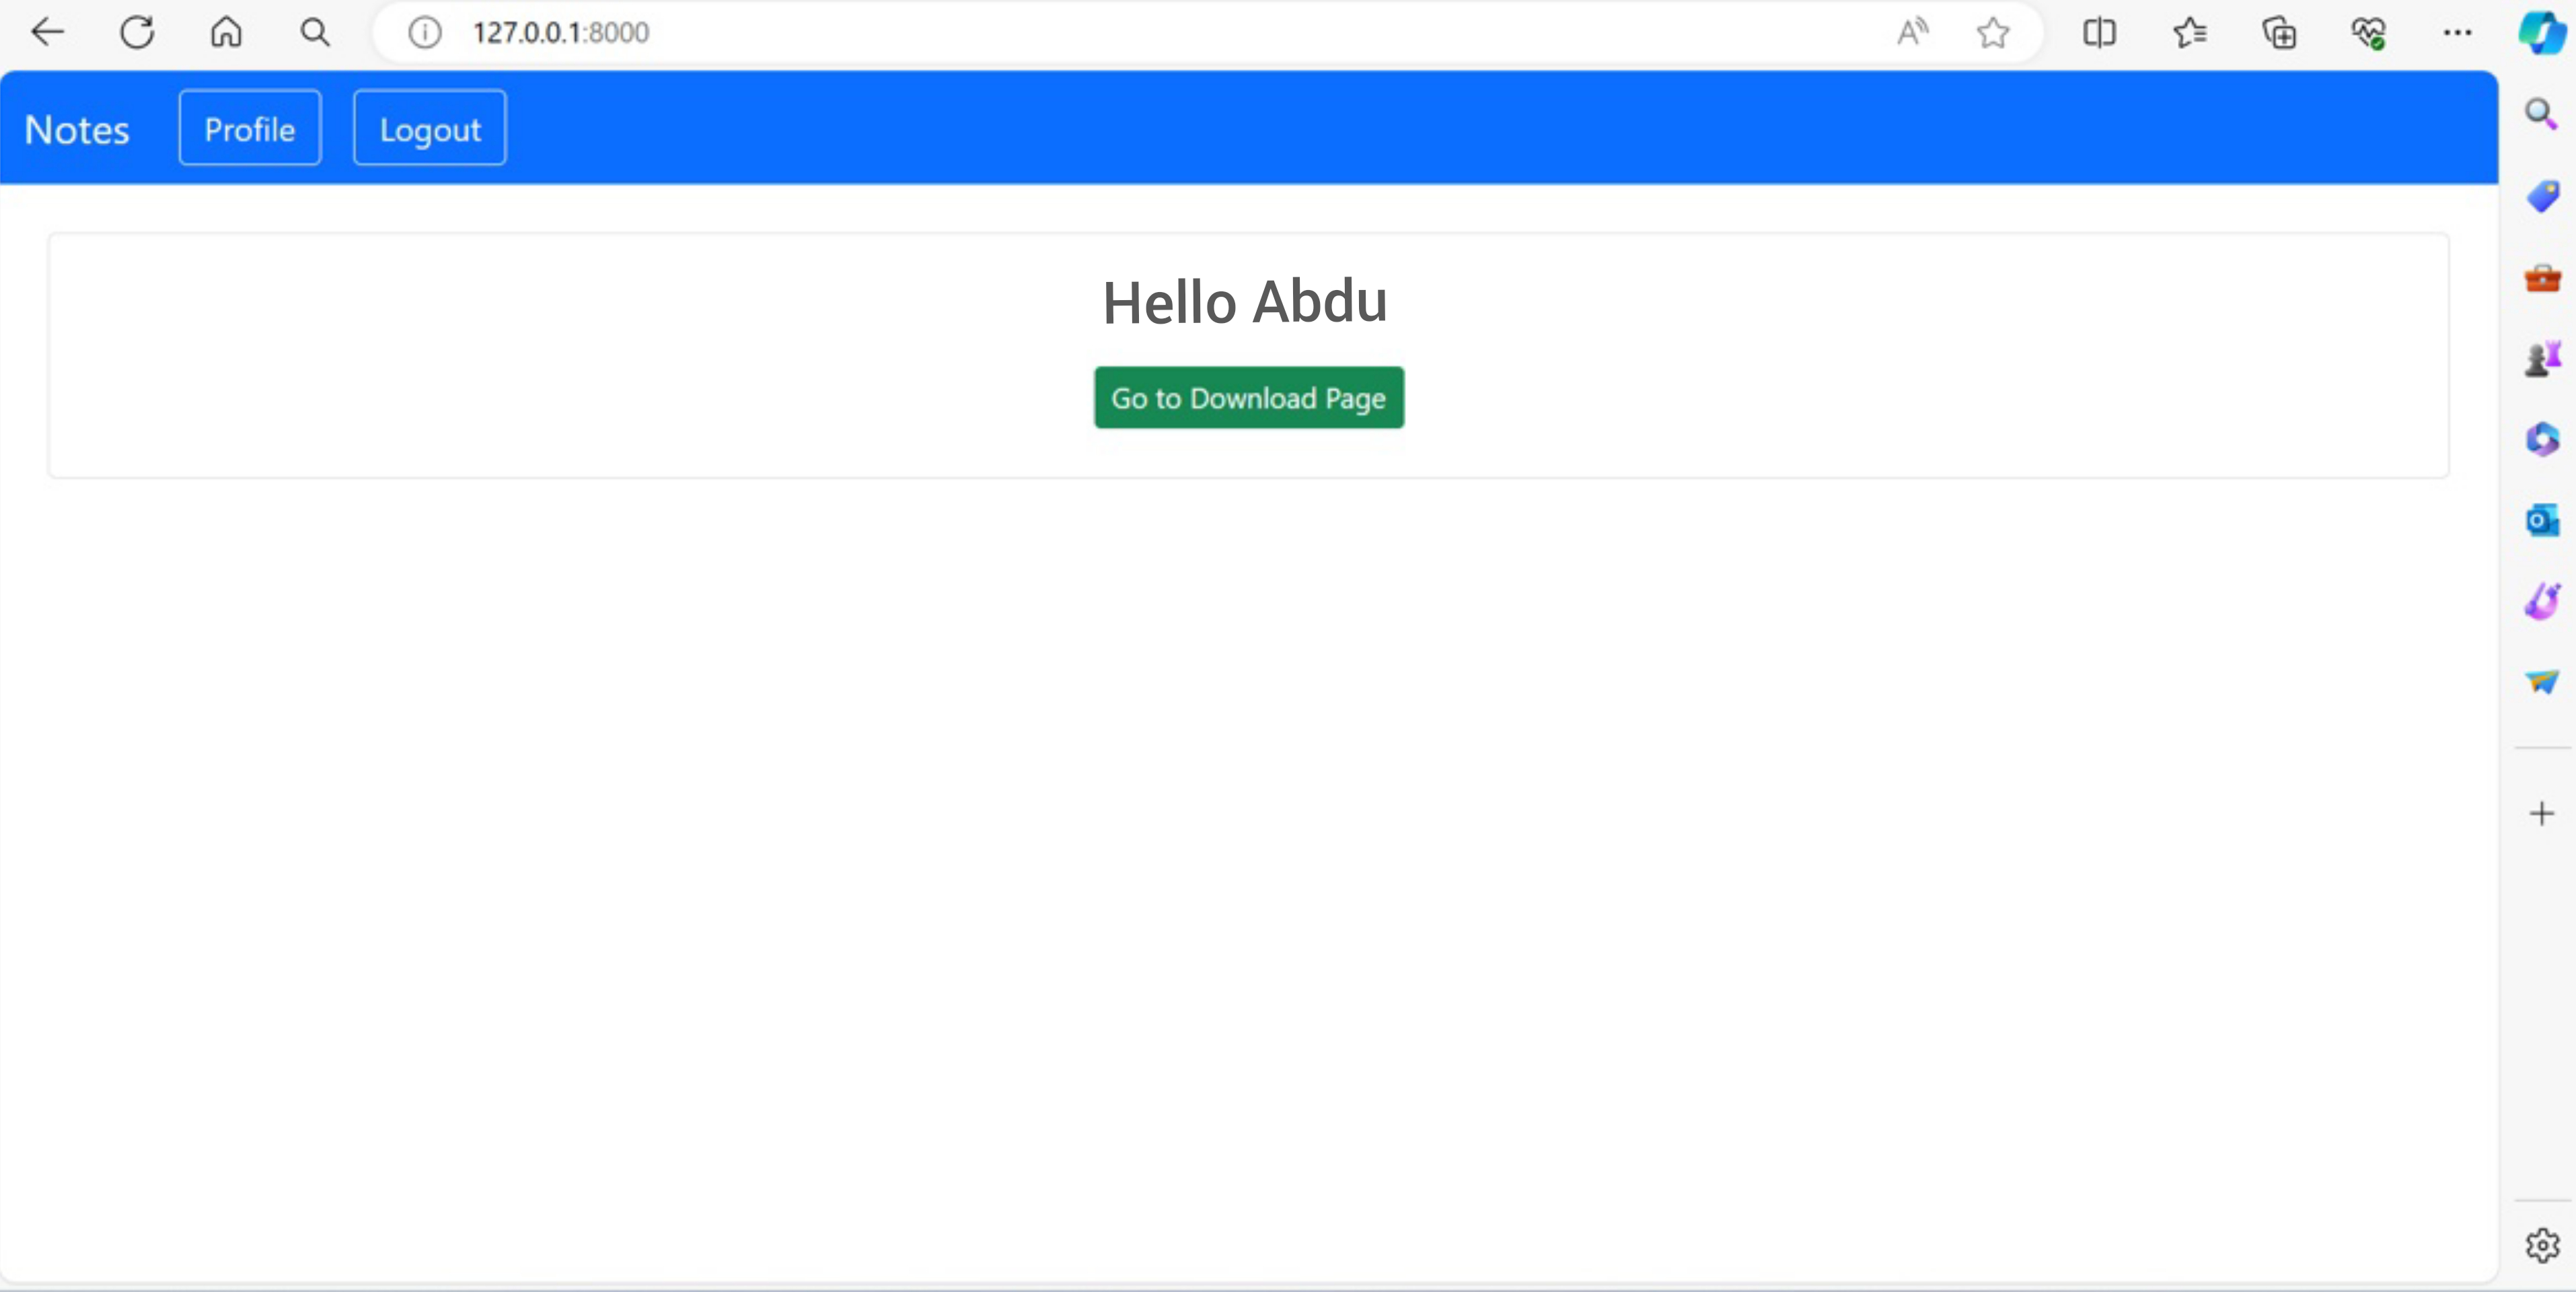 127.0.0.1:8000
Notes Profile Logout
Hello Abdu
Go to Download Page